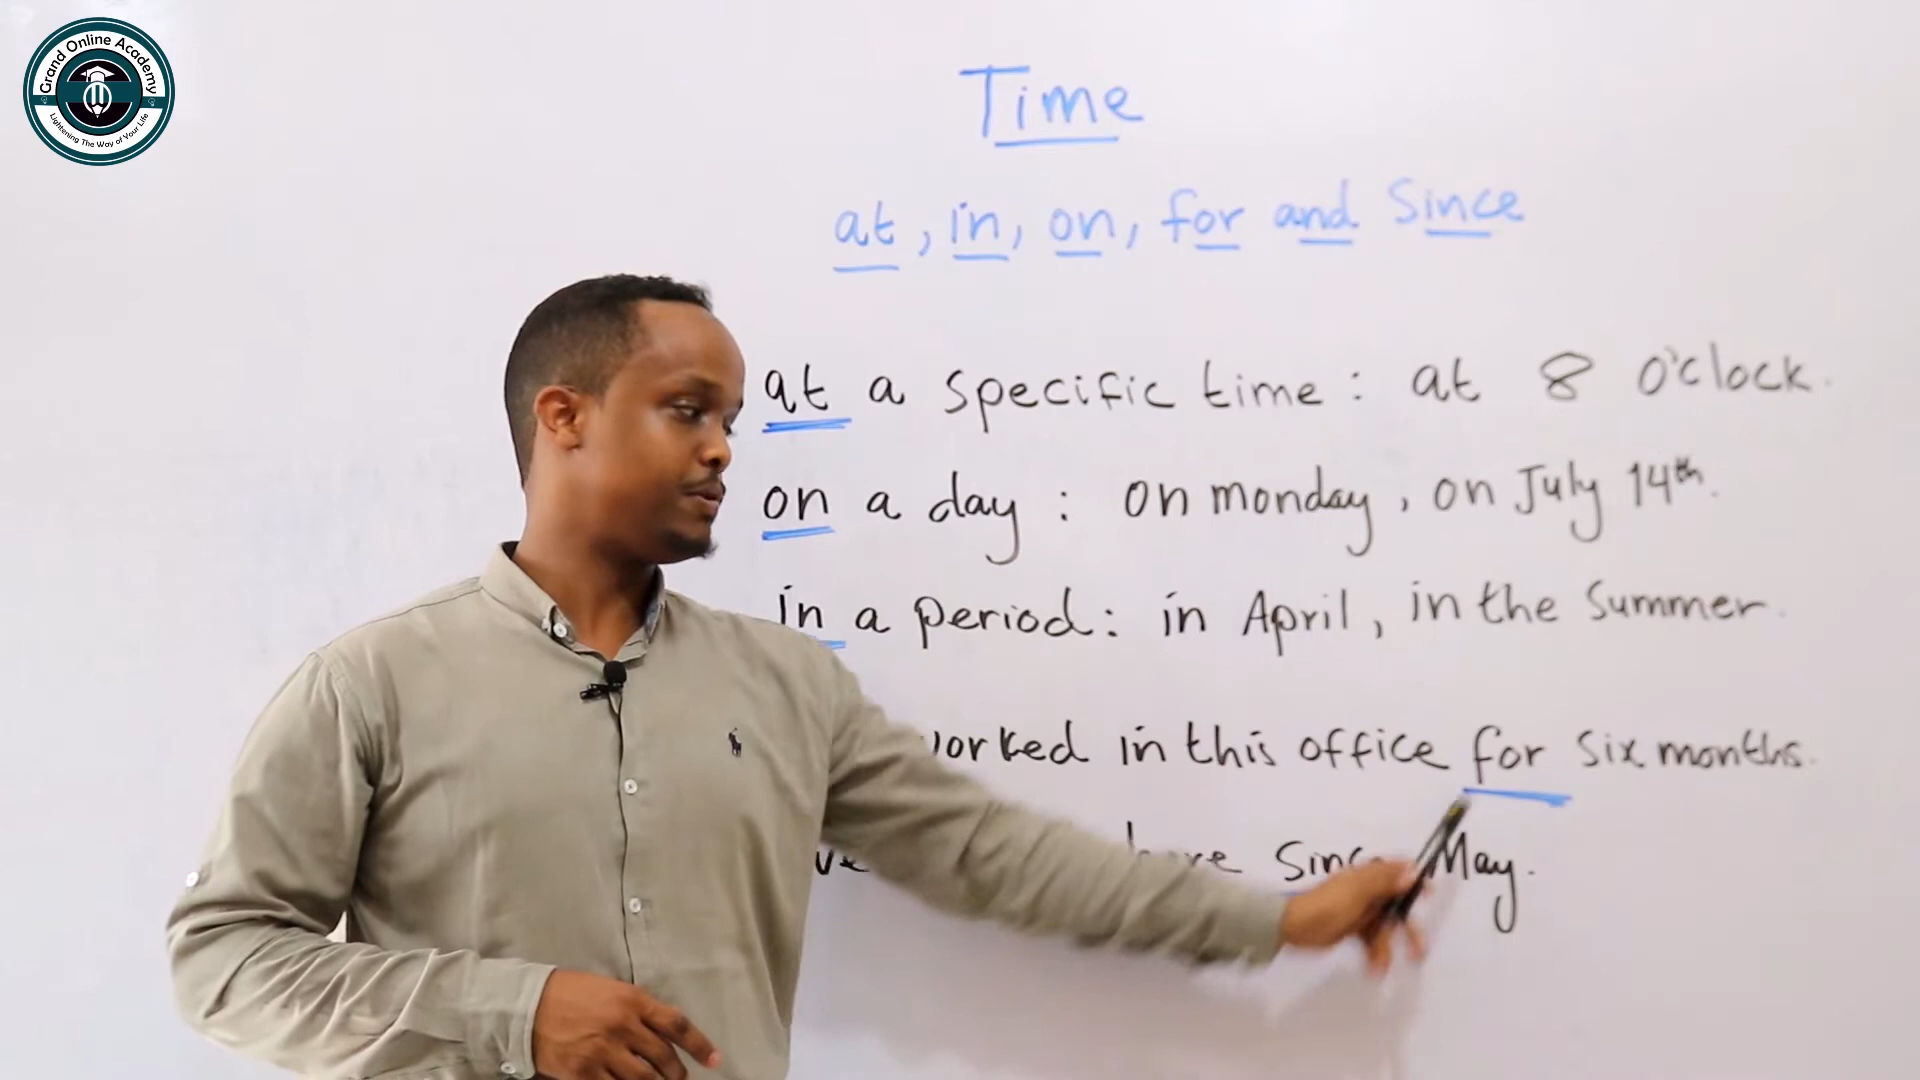 Grand Online Academy
Lightening The Way of Your Life
Time
at, in, on, for and Since
at a specific time: at 8 o'clock.
on a day: on monday, on July 14th.
in a period: in April, in the Summer.
in this office for six months.
May.